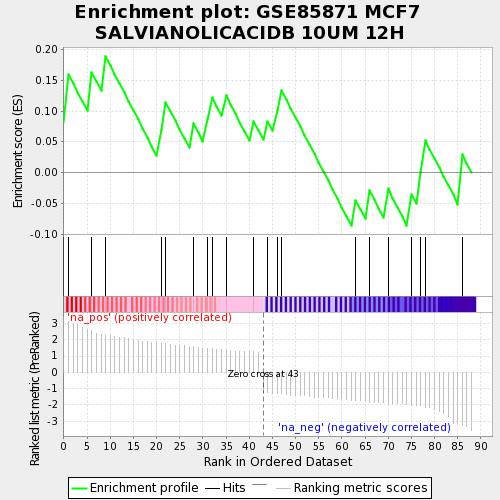 Enrichment plot: GSE85871 MCF7
SALVIANOLICACIDB 10UM 12H
Enrichment score (ES)
0.20
0.15
0.10
0.05
0.00
-0.05
-0.10
'na_pos' (positively correlated)
Ranked list metric (PreRanked)
3
2
1
0
-1
-2
-3
Zero cross at 43
'na_neg' (negatively correlated)
0 5 10 15 20 25 30 35 40 45 50 55 60 65 70 75 80 85 90
Rank in Ordered Dataset
Enrichment profile Hits Ranking metric scores